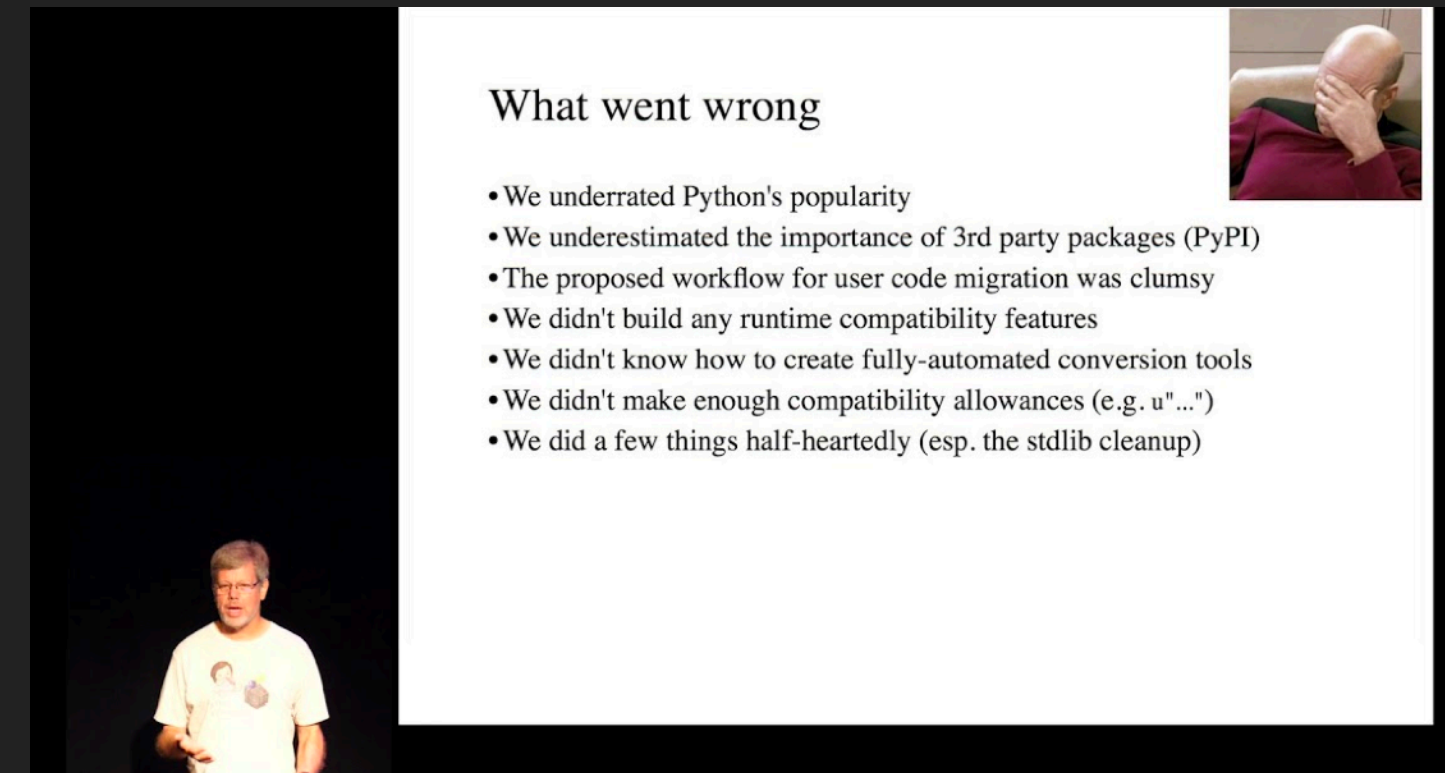 What went wrong
•We underrated Python's popularity
•We underestimated the importance of 3rd party packages (PyPI)
•The proposed workflow for user code migration was clumsy
•We didn't build any runtime compatibility features
•We didn't know how to create fully-automated conversion tools
•We didn't make enough compatibility allowances (e.g. u"...")
•We did a few things half-heartedly (esp. the stdlib cleanup)